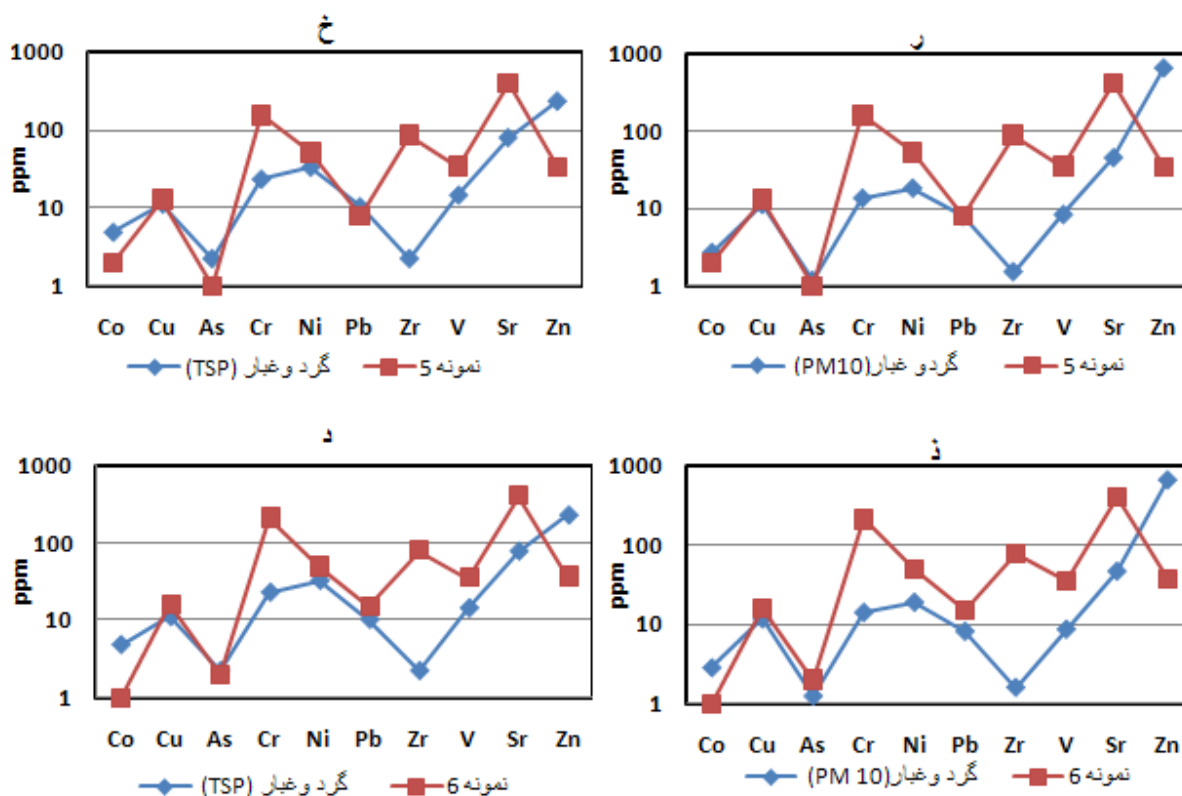 خ
1000
100
10
1
ppm
Co Cu As Cr Ni Pb Zr V Sr Zn
گرد وغبار (TSP)
نمونه 5
ر
1000
100
10
1
ppm
Co Cu As Cr Ni Pb Zr V Sr Zn
گردو غبار(PM10)
نمونه 5
د
1000
100
10
1
ppm
Co Cu As Cr Ni Pb Zr V Sr Zn
گرد وغبار (TSP)
نمونه 6
ذ
1000
100
10
1
ppm
Co Cu As Cr Ni Pb Zr V Sr Zn
گرد وغبار(PM 10)
نمونه 6